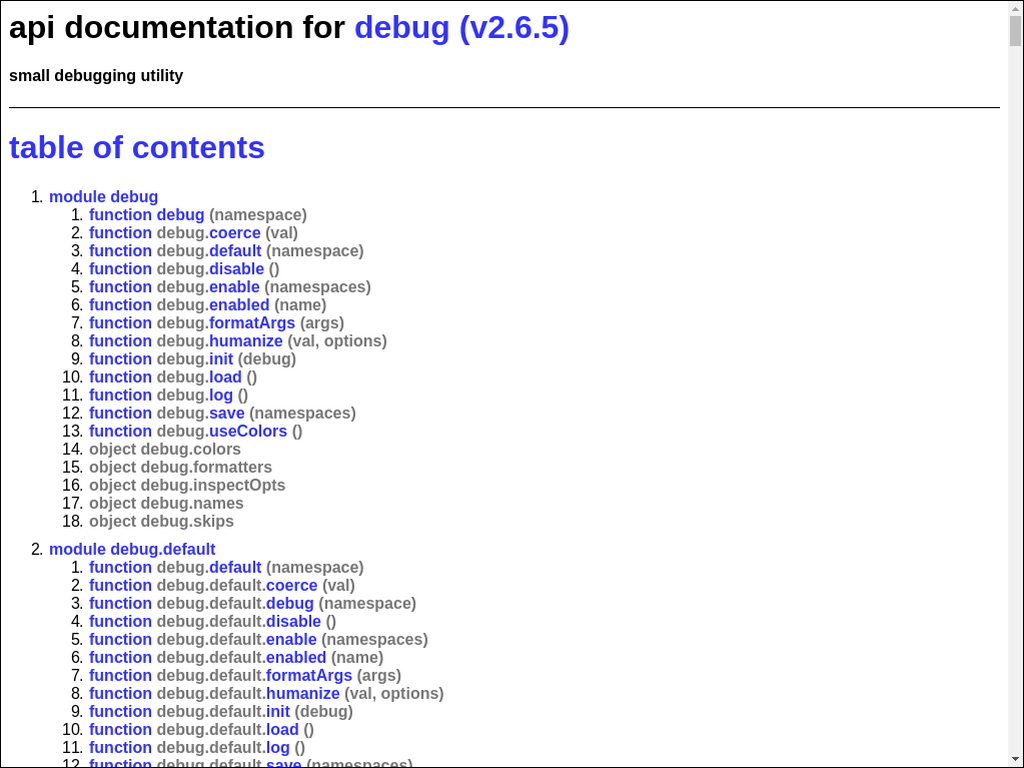 api documentation for debug (v2.6.5)
small debugging utility
table of contents
1. module debug
1. function debug (namespace)
2. function debug.coerce (val)
3. function debug.default (namespace)
4. function debug.disable ()
5. function debug.enable (namespaces)
6. function debug.enabled (name)
7. function debug.formatArgs (args)
8. function debug.humanize (val, options)
9. function debug.init (debug)
10. function debug.load ()
11. function debug.log ()
12. function debug.save (namespaces)
13. function debug.useColors ()
14. object debug.colors
15. object debug.formatters
16. object debug.inspectOpts
17. object debug.names
18. object debug.skips
2. module debug.default
1. function debug.default (namespace)
2. function debug.default.coerce (val)
3. function debug.default.debug (namespace)
4. function debug.default.disable ()
5. function debug.default.enable (namespaces)
6. function debug.default.enabled (name)
7. function debug.default.formatArgs (args)
8. function debug.default.humanize (val, options)
9. function debug.default.init (debug)
10. function debug.default.load ()
11. function debug.default.log ()
12. function debug.default.save (namespaces)